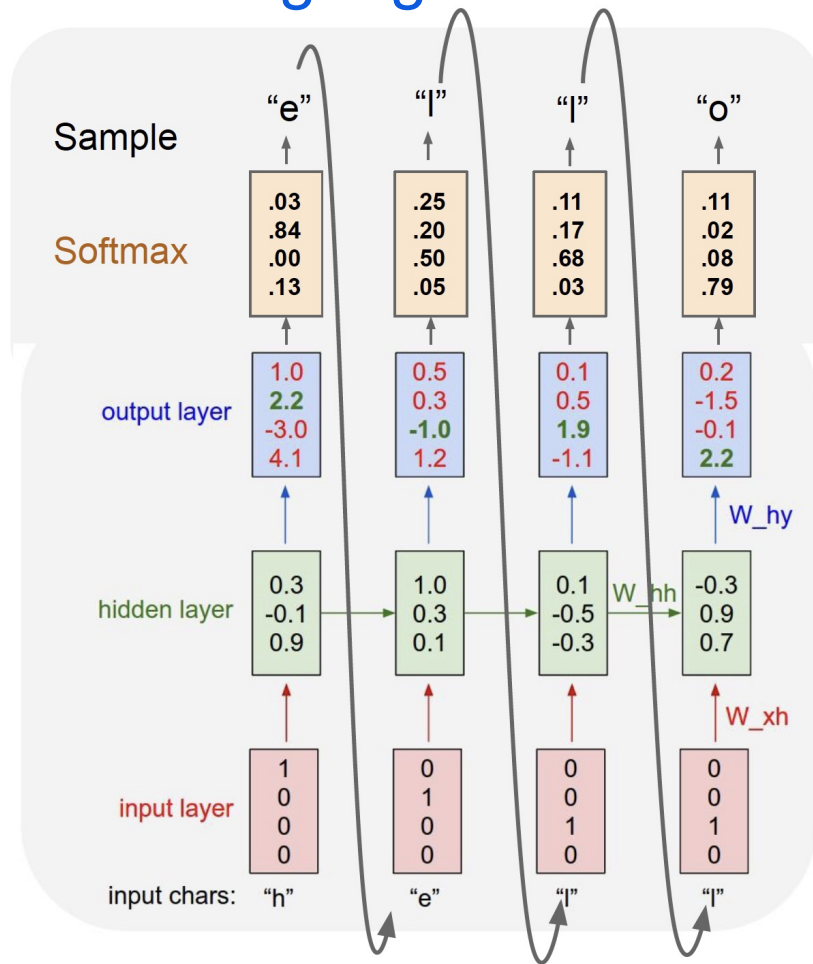 “e” “l” “l” “o”
Sample
Softmax
.03 .25 .11 .11
.84 .20 .17 .02
.00 .50 .68 .08
.13 .05 .03 .79
output layer
1.0 0.5 0.1 0.2
2.2 0.3 0.5 -1.5
-3.0 -1.0 1.9 -0.1
4.1 1.2 -1.1 2.2
W_hy
hidden layer
0.3 1.0 0.1 -0.3
-0.1 0.3 -0.5 0.9
0.9 0.1 -0.3 0.7
W_hh
W_xh
input layer
1 0 0 0
0 1 0 0
0 0 1 1
0 0 0 0
input chars: “h” “e” “l” “l”